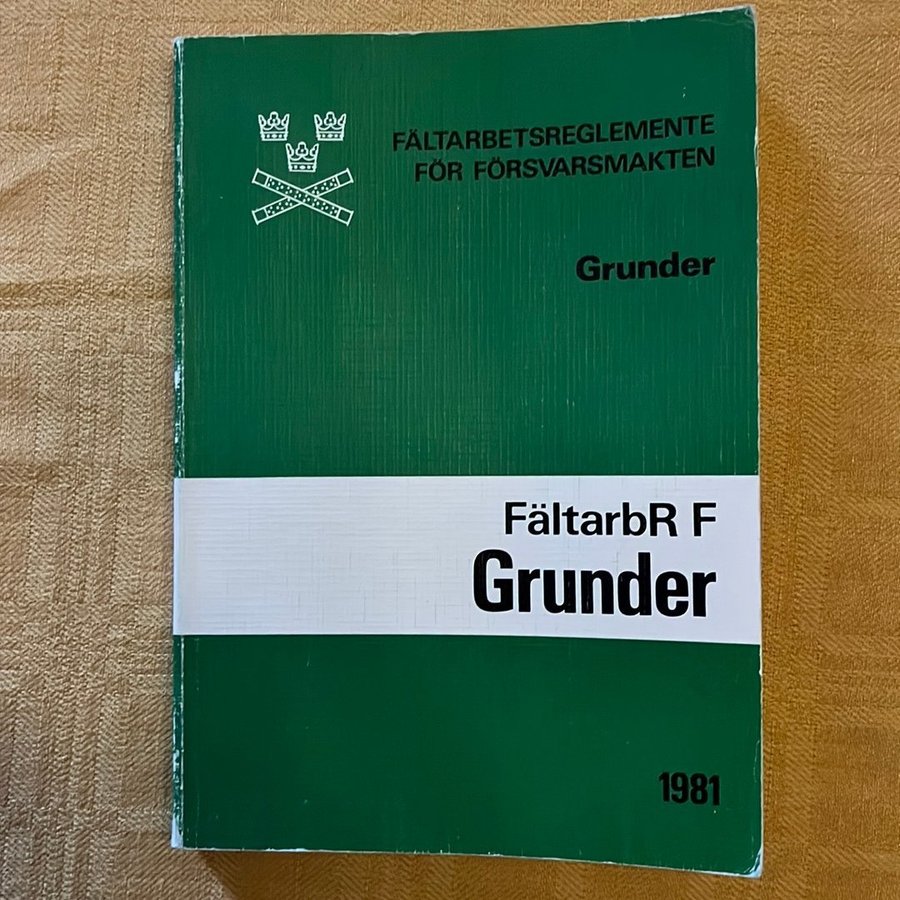 FÄLTARBETSREGLEMENTE
FÖR FÖRSVARSMAKTEN
Grunder
FältarbR F
Grunder
1981